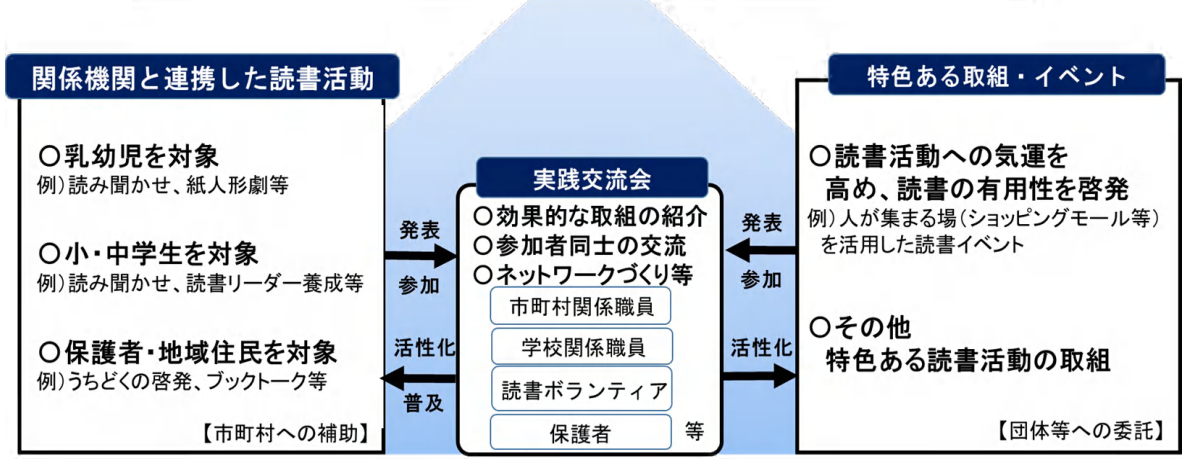 関係機関と連携した読書活動
〇乳幼児を対象
例）読み聞かせ、紙人形劇等
〇小・中学生を対象
例）読み聞かせ、読書リーダー養成等
〇保護者・地域住民を対象
例）うちどくの啓発、ブックトーク等
【市町村への補助】
発表
参加
活性化
普及
実践交流会
〇効果的な取組の紹介
〇参加者同士の交流
〇ネットワークづくり等
市町村関係職員
学校関係職員
読書ボランティア
保護者
等
発表
参加
活性化
特色ある取組・イベント
〇読書活動への気運を
高め、読書の有用性を啓発
例）人が集まる場（ショッピングモール等）
を活用した読書イベント
〇その他
特色ある読書活動の取組
【団体等への委託】